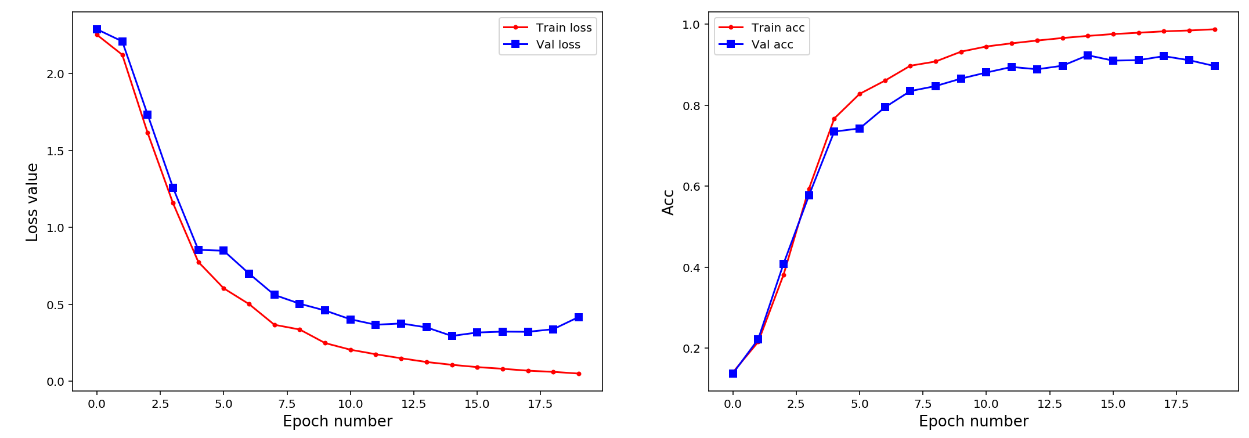 Train loss
Val loss
2.0
1.5
1.0
0.5
0.0
Loss value
0.0 2.5 5.0 7.5 10.0 12.5 15.0 17.5
Epoch number
Train acc
Val acc
1.0
0.8
0.6
0.4
0.2
Acc
0.0 2.5 5.0 7.5 10.0 12.5 15.0 17.5
Epoch number